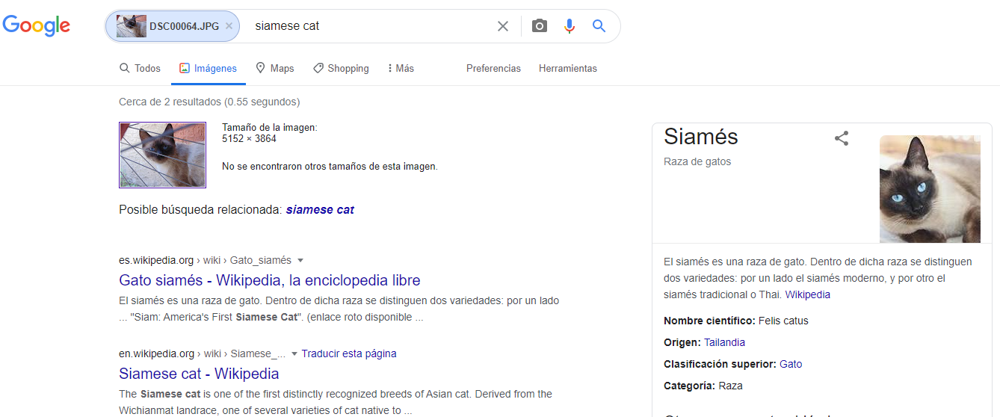 Google
DSC00064.JPG
siamese cat
Todos
Imágenes
Maps
Shopping
Más
Preferencias
Herramientas
Cerca de 2 resultados (0.55 segundos)
Tamaño de la imagen:
5152 × 3864
No se encontraron otros tamaños de esta imagen.
Posible búsqueda relacionada: siamese cat
es.wikipedia.org › wiki › Gato_siamés
Gato siamés - Wikipedia, la enciclopedia libre
El siamés es una raza de gato. Dentro de dicha raza se distinguen dos variedades: por un lado
... "Siam: America's First Siamese Cat". (enlace roto disponible ...
en.wikipedia.org › wiki › Siamese_... Traducir esta página
Siamese cat - Wikipedia
The Siamese cat is one of the first distinctly recognized breeds of Asian cat. Derived from the
Wichianmat landrace, one of several varieties of cat native to ...
Siamés
Raza de gatos
El siamés es una raza de gato. Dentro de dicha raza se distinguen
dos variedades: por un lado el siamés moderno, y por otro el
siamés tradicional o Thai. Wikipedia
Nombre científico: Felis catus
Origen: Tailandia
Clasificación superior: Gato
Categoría: Raza